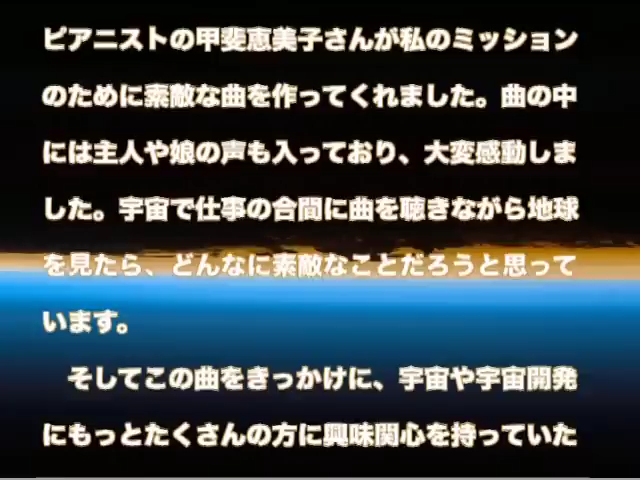 ピアニストの甲斐恵美子さんが私のミッション
のために素敵な曲を作ってくれました。曲の中
には主人や娘の声も入っており、大変感動しま
した。宇宙で仕事の合間に曲を聴きながら地球
を見たら、どんなに素敵なことだろうと思って
います。
　そしてこの曲をきっかけに、宇宙や宇宙開発
にもっとたくさんの方に興味関心を持っていた